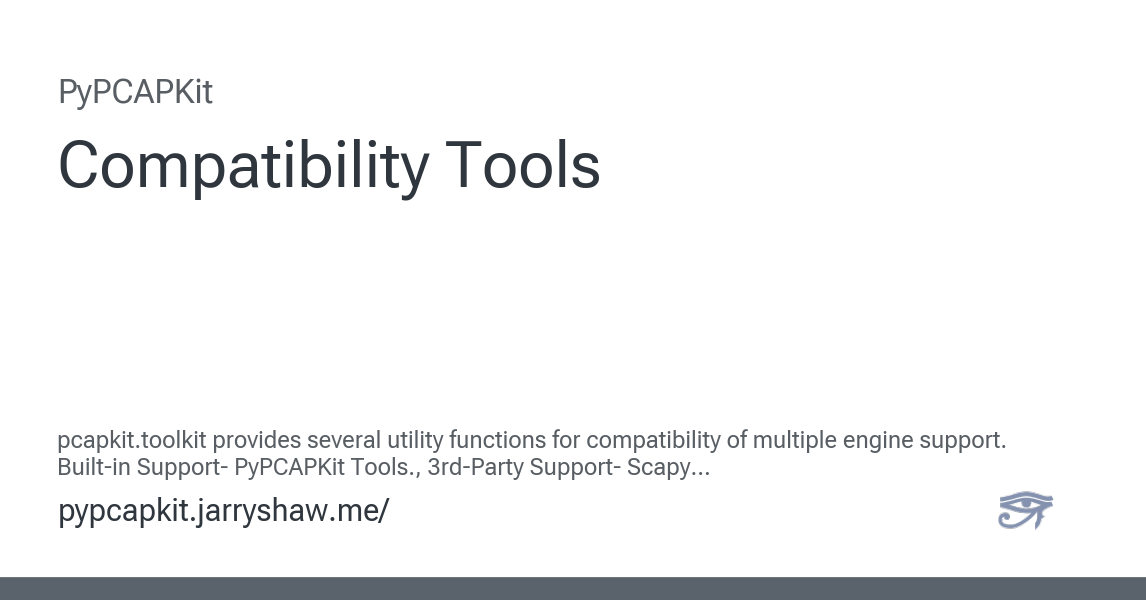 PyPCAPKit
Compatibility Tools
pcapkit.toolkit provides several utility functions for compatibility of multiple engine support.
Built-in Support- PyPCAPKit Tools., 3rd-Party Support- Scapy...
pypcapkit.jarryshaw.me/